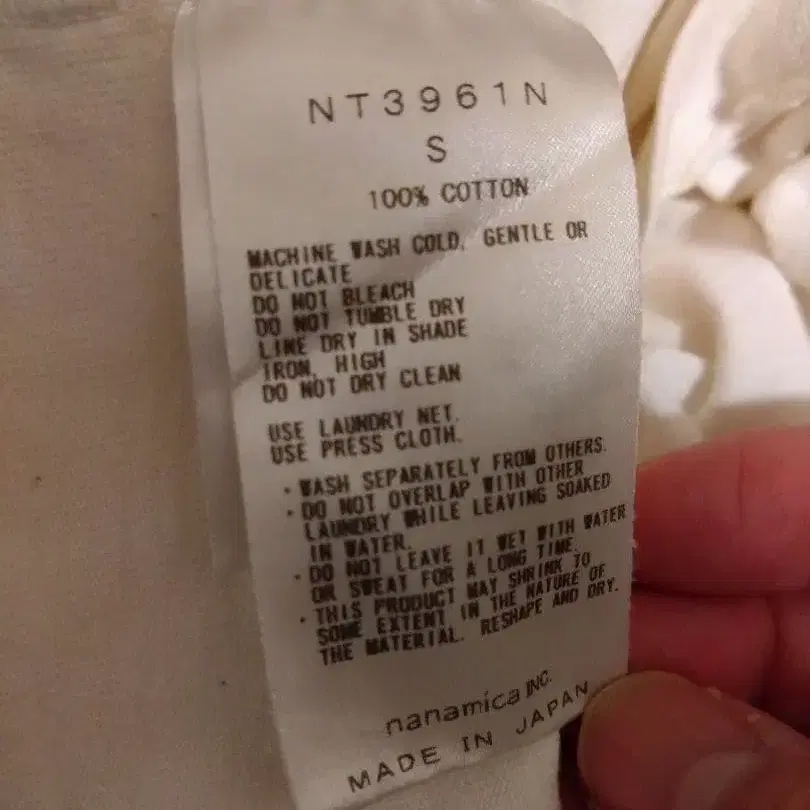 NT3961N
S
100% COTTON
MACHINE WASH COLD, GENTLE OR
DELICATE
DO NOT BLEACH
DO NOT TUMBLE DRY
LINE DRY IN SHADE
IRON, HIGH
DO NOT DRY CLEAN
USE LAUNDRY NET.
USE PRESS CLOTH.
・WASH SEPARATELY FROM OTHERS.
・DO NOT OVERLAP WITH OTHER
LAUNDRY WHILE LEAVING SOAKED
IN WATER.
・DO NOT LEAVE IT WET WITH WATER
OR SWEAT FOR A LONG TIME.
・THIS PRODUCT MAY SHRINK TO
SOME EXTENT IN THE NATURE OF
THE MATERIAL. RESHAPE AND DRY.
nanamica INC.
MADE IN JAPAN